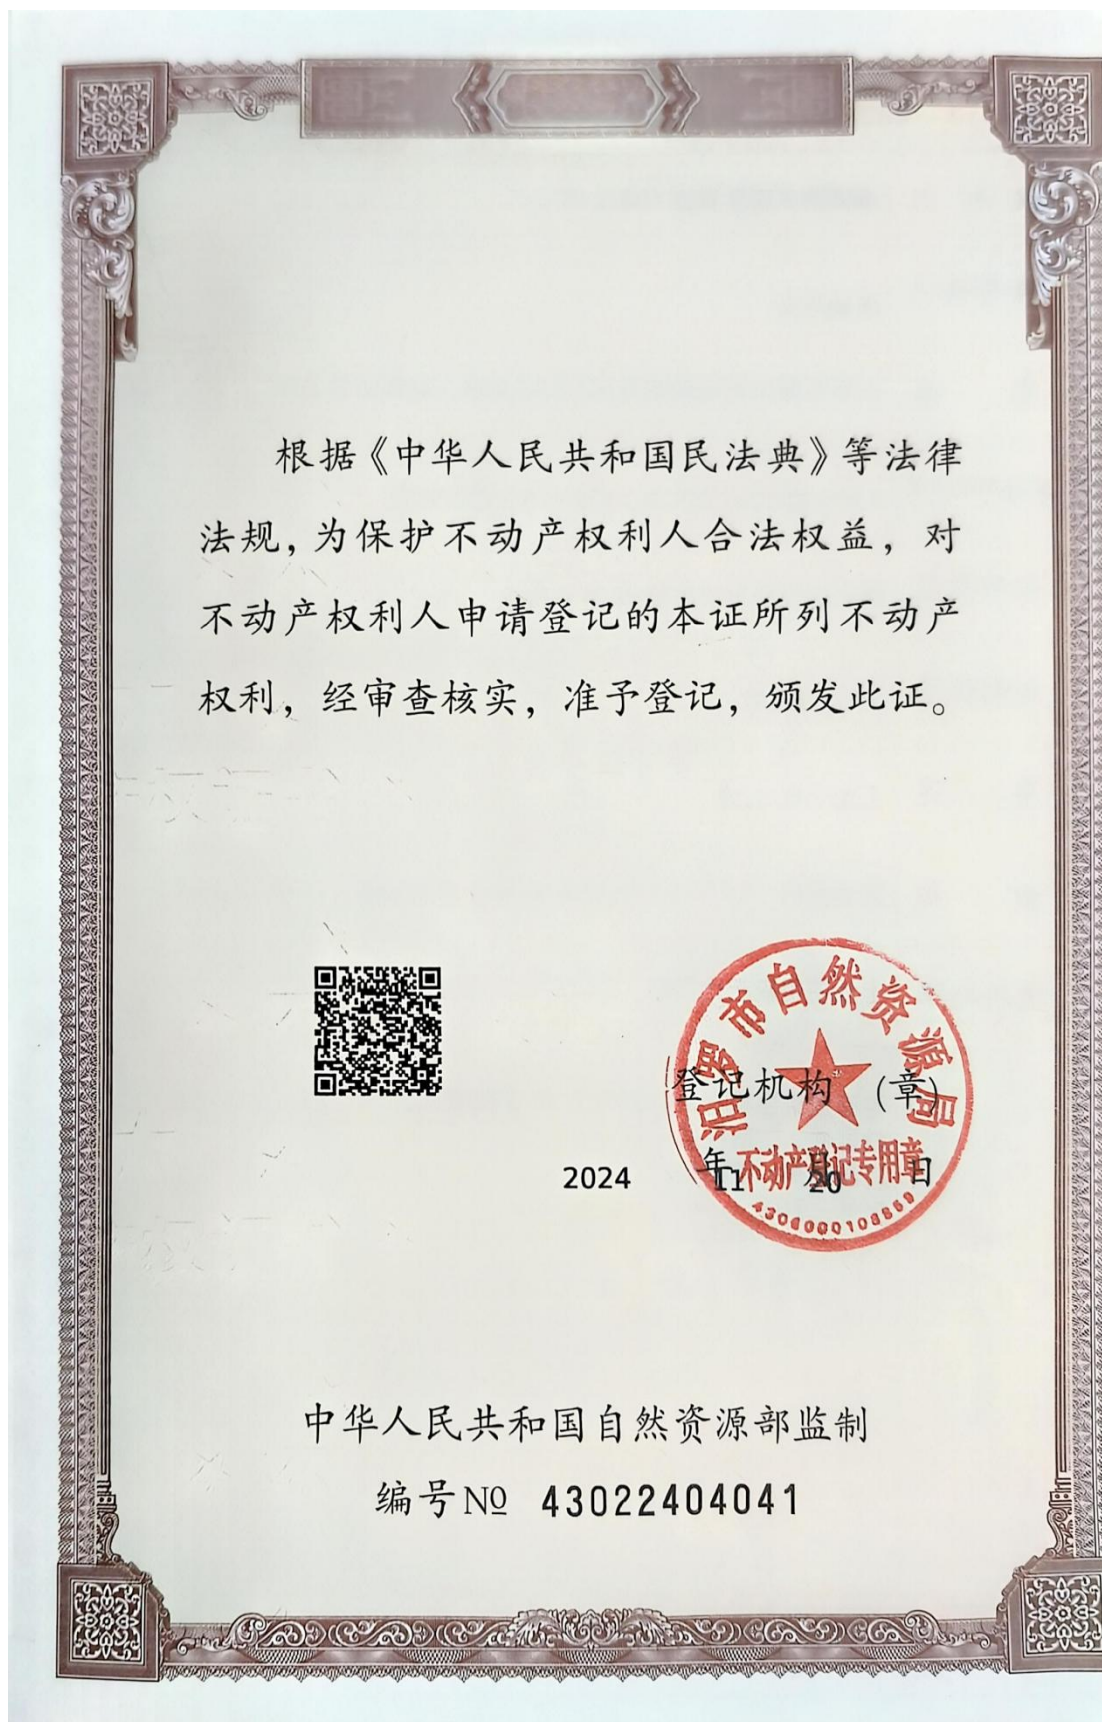 根据《中华人民共和国民法典》等法律
法规，为保护不动产权利人合法权益，对
不动产权利人申请登记的本证所列不动产
权利，经审查核实，准予登记，颁发此证。
汨罗市自然资源局
登记机构 （章）
2024 年 11 月 20 日
不动产登记专用章
中华人民共和国自然资源部监制
编号 № 43022404041